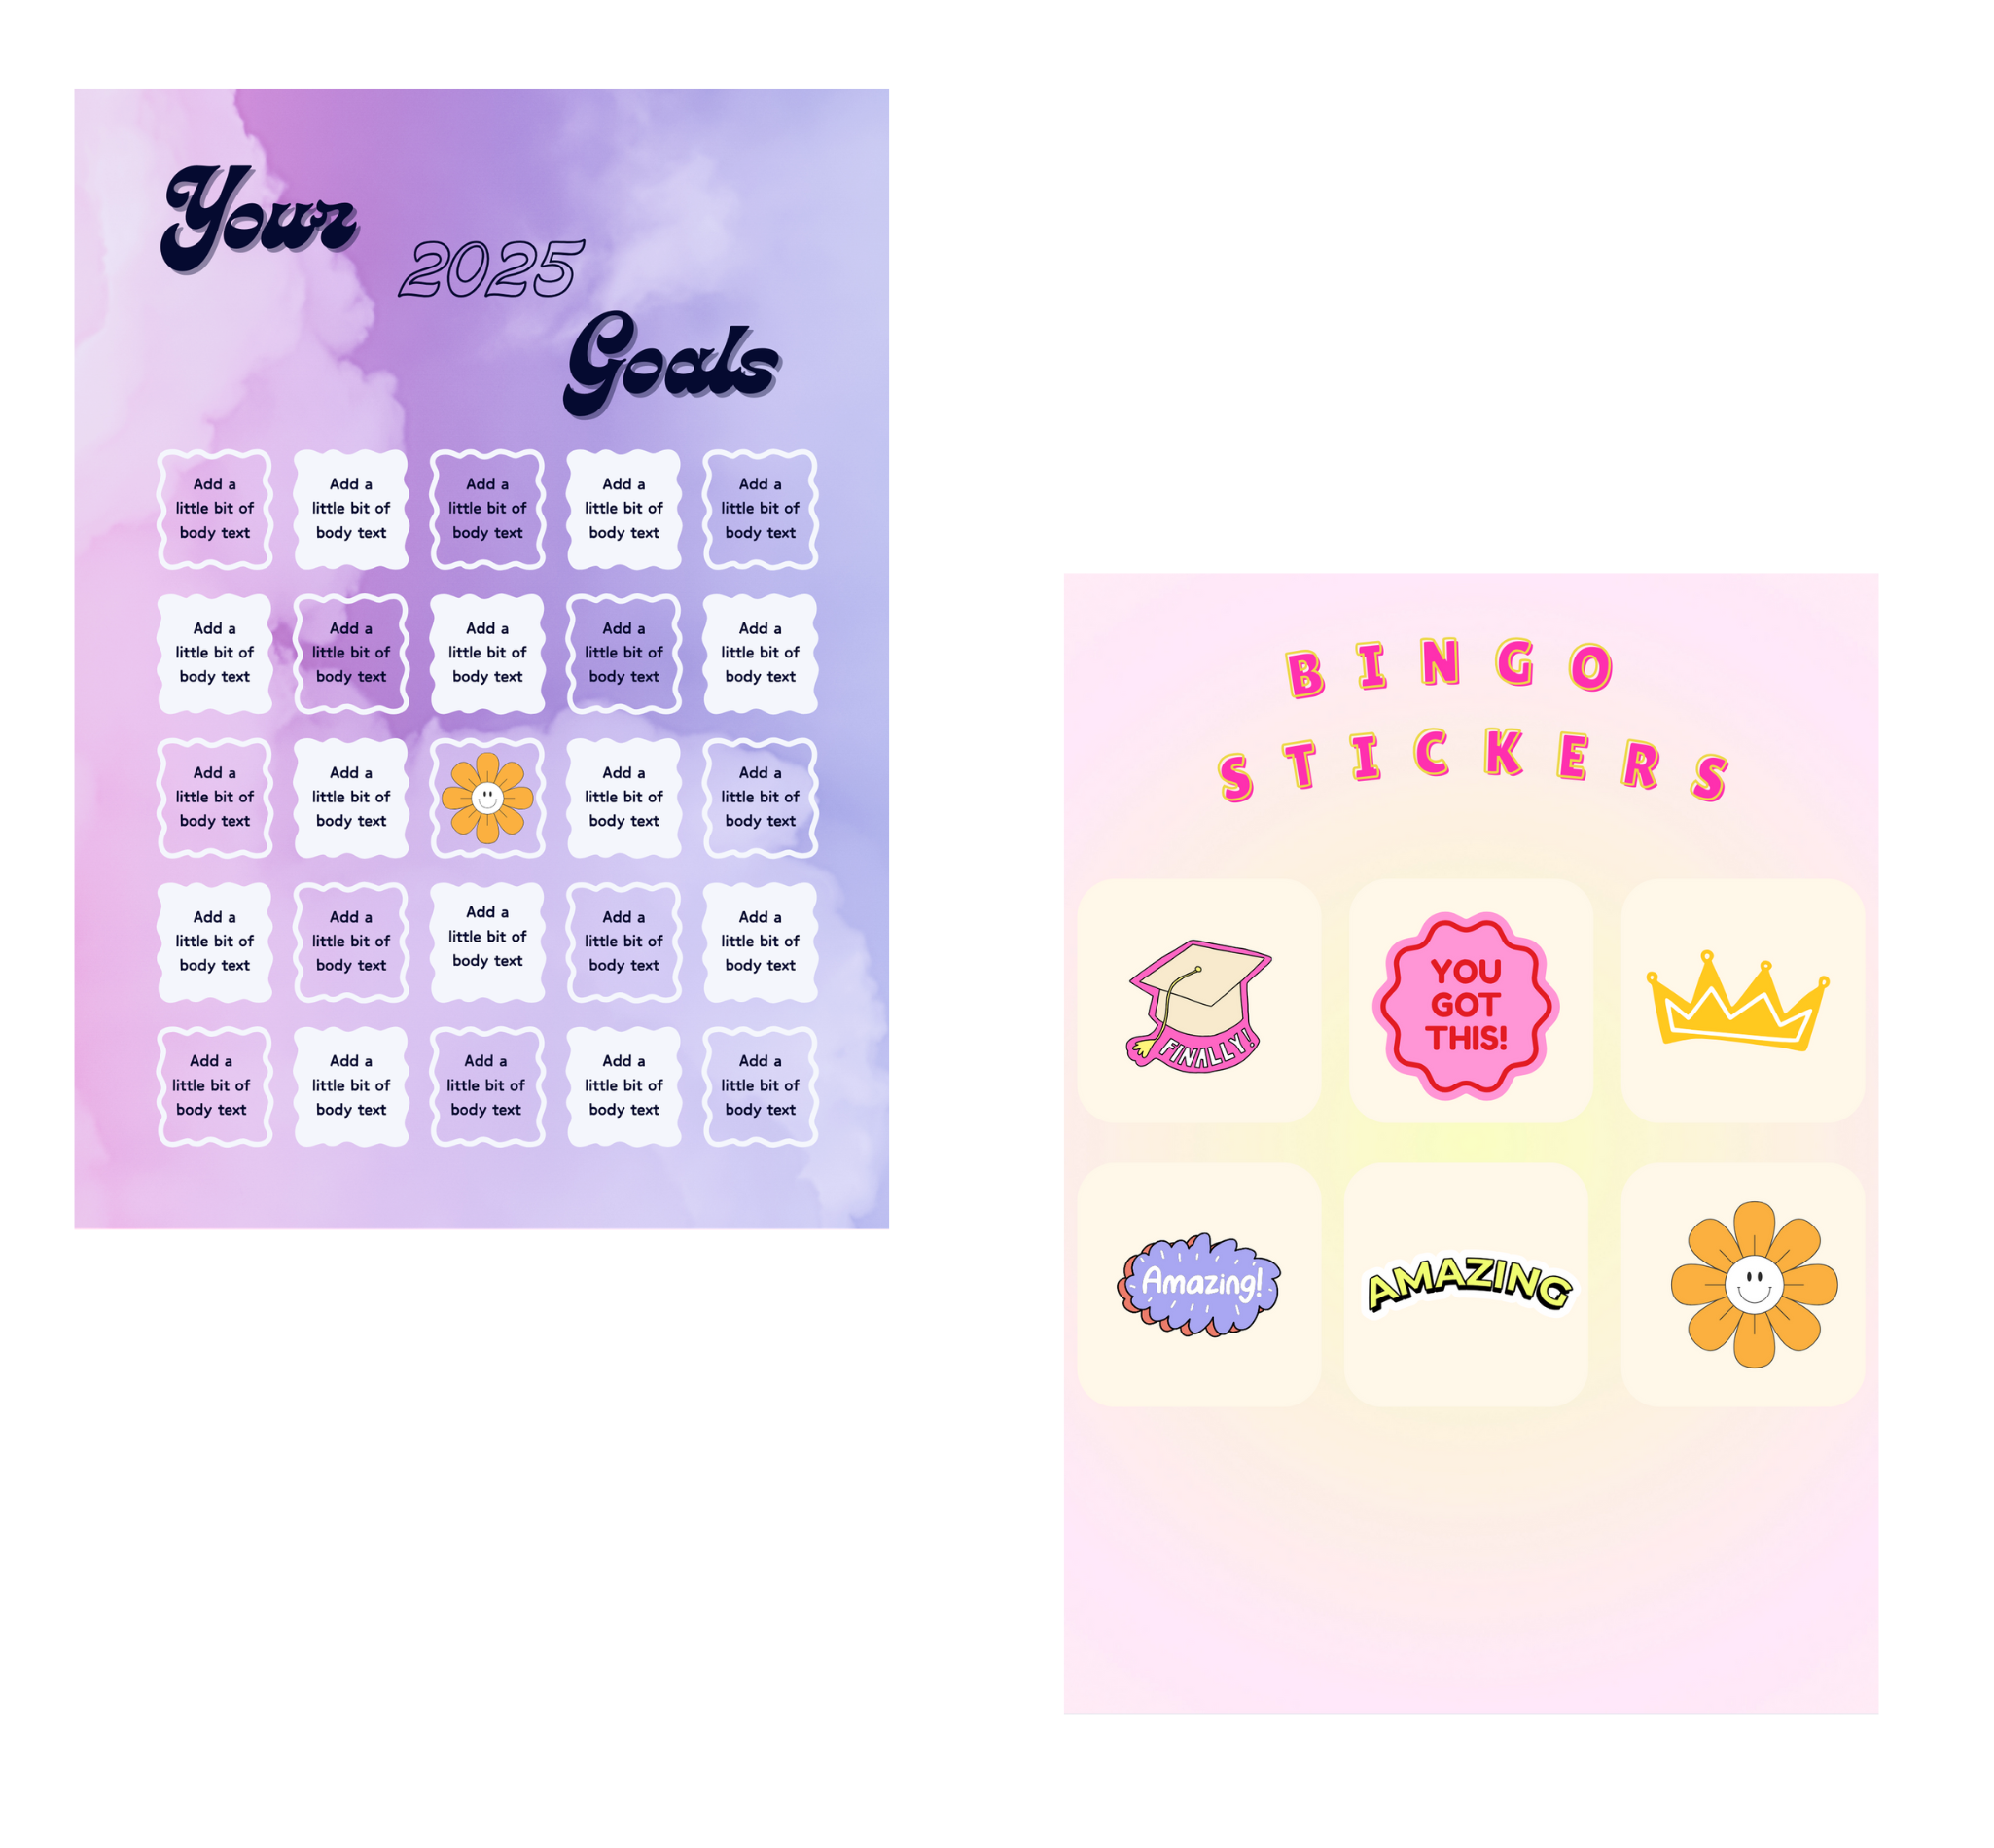 Your
2025
Goals
Add a
little bit of
body text
Add a
little bit of
body text
Add a
little bit of
body text
Add a
little bit of
body text
Add a
little bit of
body text
Add a
little bit of
body text
Add a
little bit of
body text
Add a
little bit of
body text
Add a
little bit of
body text
Add a
little bit of
body text
Add a
little bit of
body text
Add a
little bit of
body text
Add a
little bit of
body text
Add a
little bit of
body text
Add a
little bit of
body text
Add a
little bit of
body text
Add a
little bit of
body text
Add a
little bit of
body text
Add a
little bit of
body text
Add a
little bit of
body text
Add a
little bit of
body text
Add a
little bit of
body text
Add a
little bit of
body text
Add a
little bit of
body text
BINGO
STICKERS
FINALLY!
YOU
GOT
THIS!
Amazing!
AMAZING